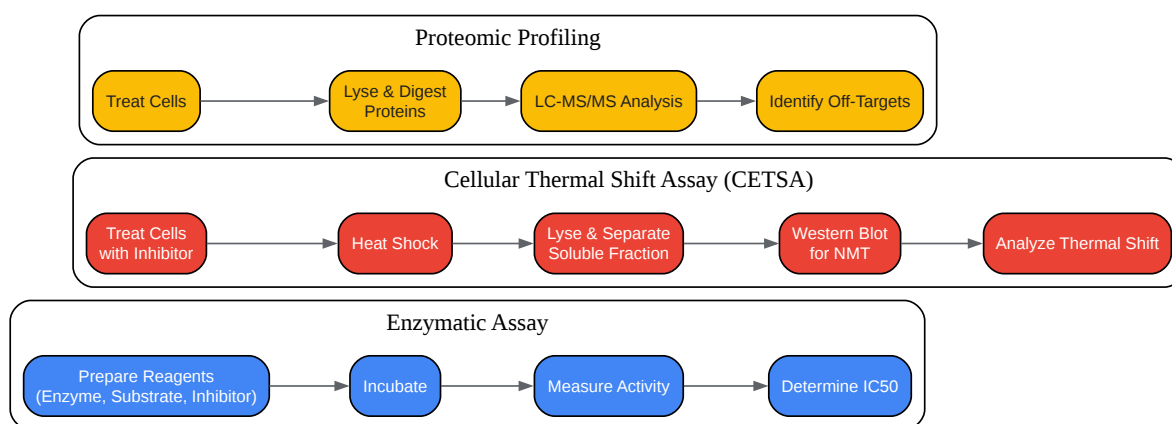 Proteomic Profiling
Treat Cells
Lyse & Digest
Proteins
LC-MS/MS Analysis
Identify Off-Targets
Cellular Thermal Shift Assay (CETSA)
Treat Cells
with Inhibitor
Heat Shock
Lyse & Separate
Soluble Fraction
Western Blot
for NMT
Analyze Thermal Shift
Enzymatic Assay
Prepare Reagents
(Enzyme, Substrate, Inhibitor)
Incubate
Measure Activity
Determine IC50